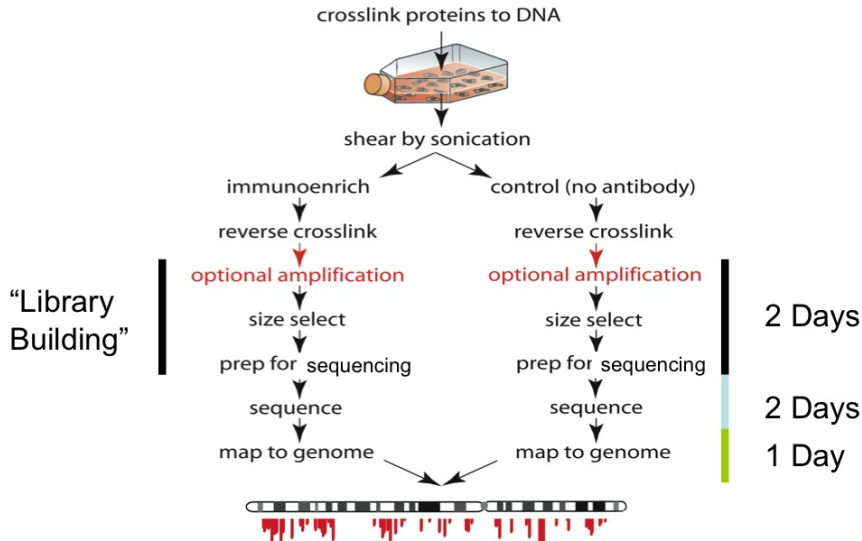 crosslink proteins to DNA
shear by sonication
immunoenrich
control (no antibody)
reverse crosslink
reverse crosslink
optional amplification
optional amplification
“Library
Building”
size select
size select
2 Days
prep for sequencing
prep for sequencing
sequence
sequence
2 Days
map to genome
map to genome
1 Day